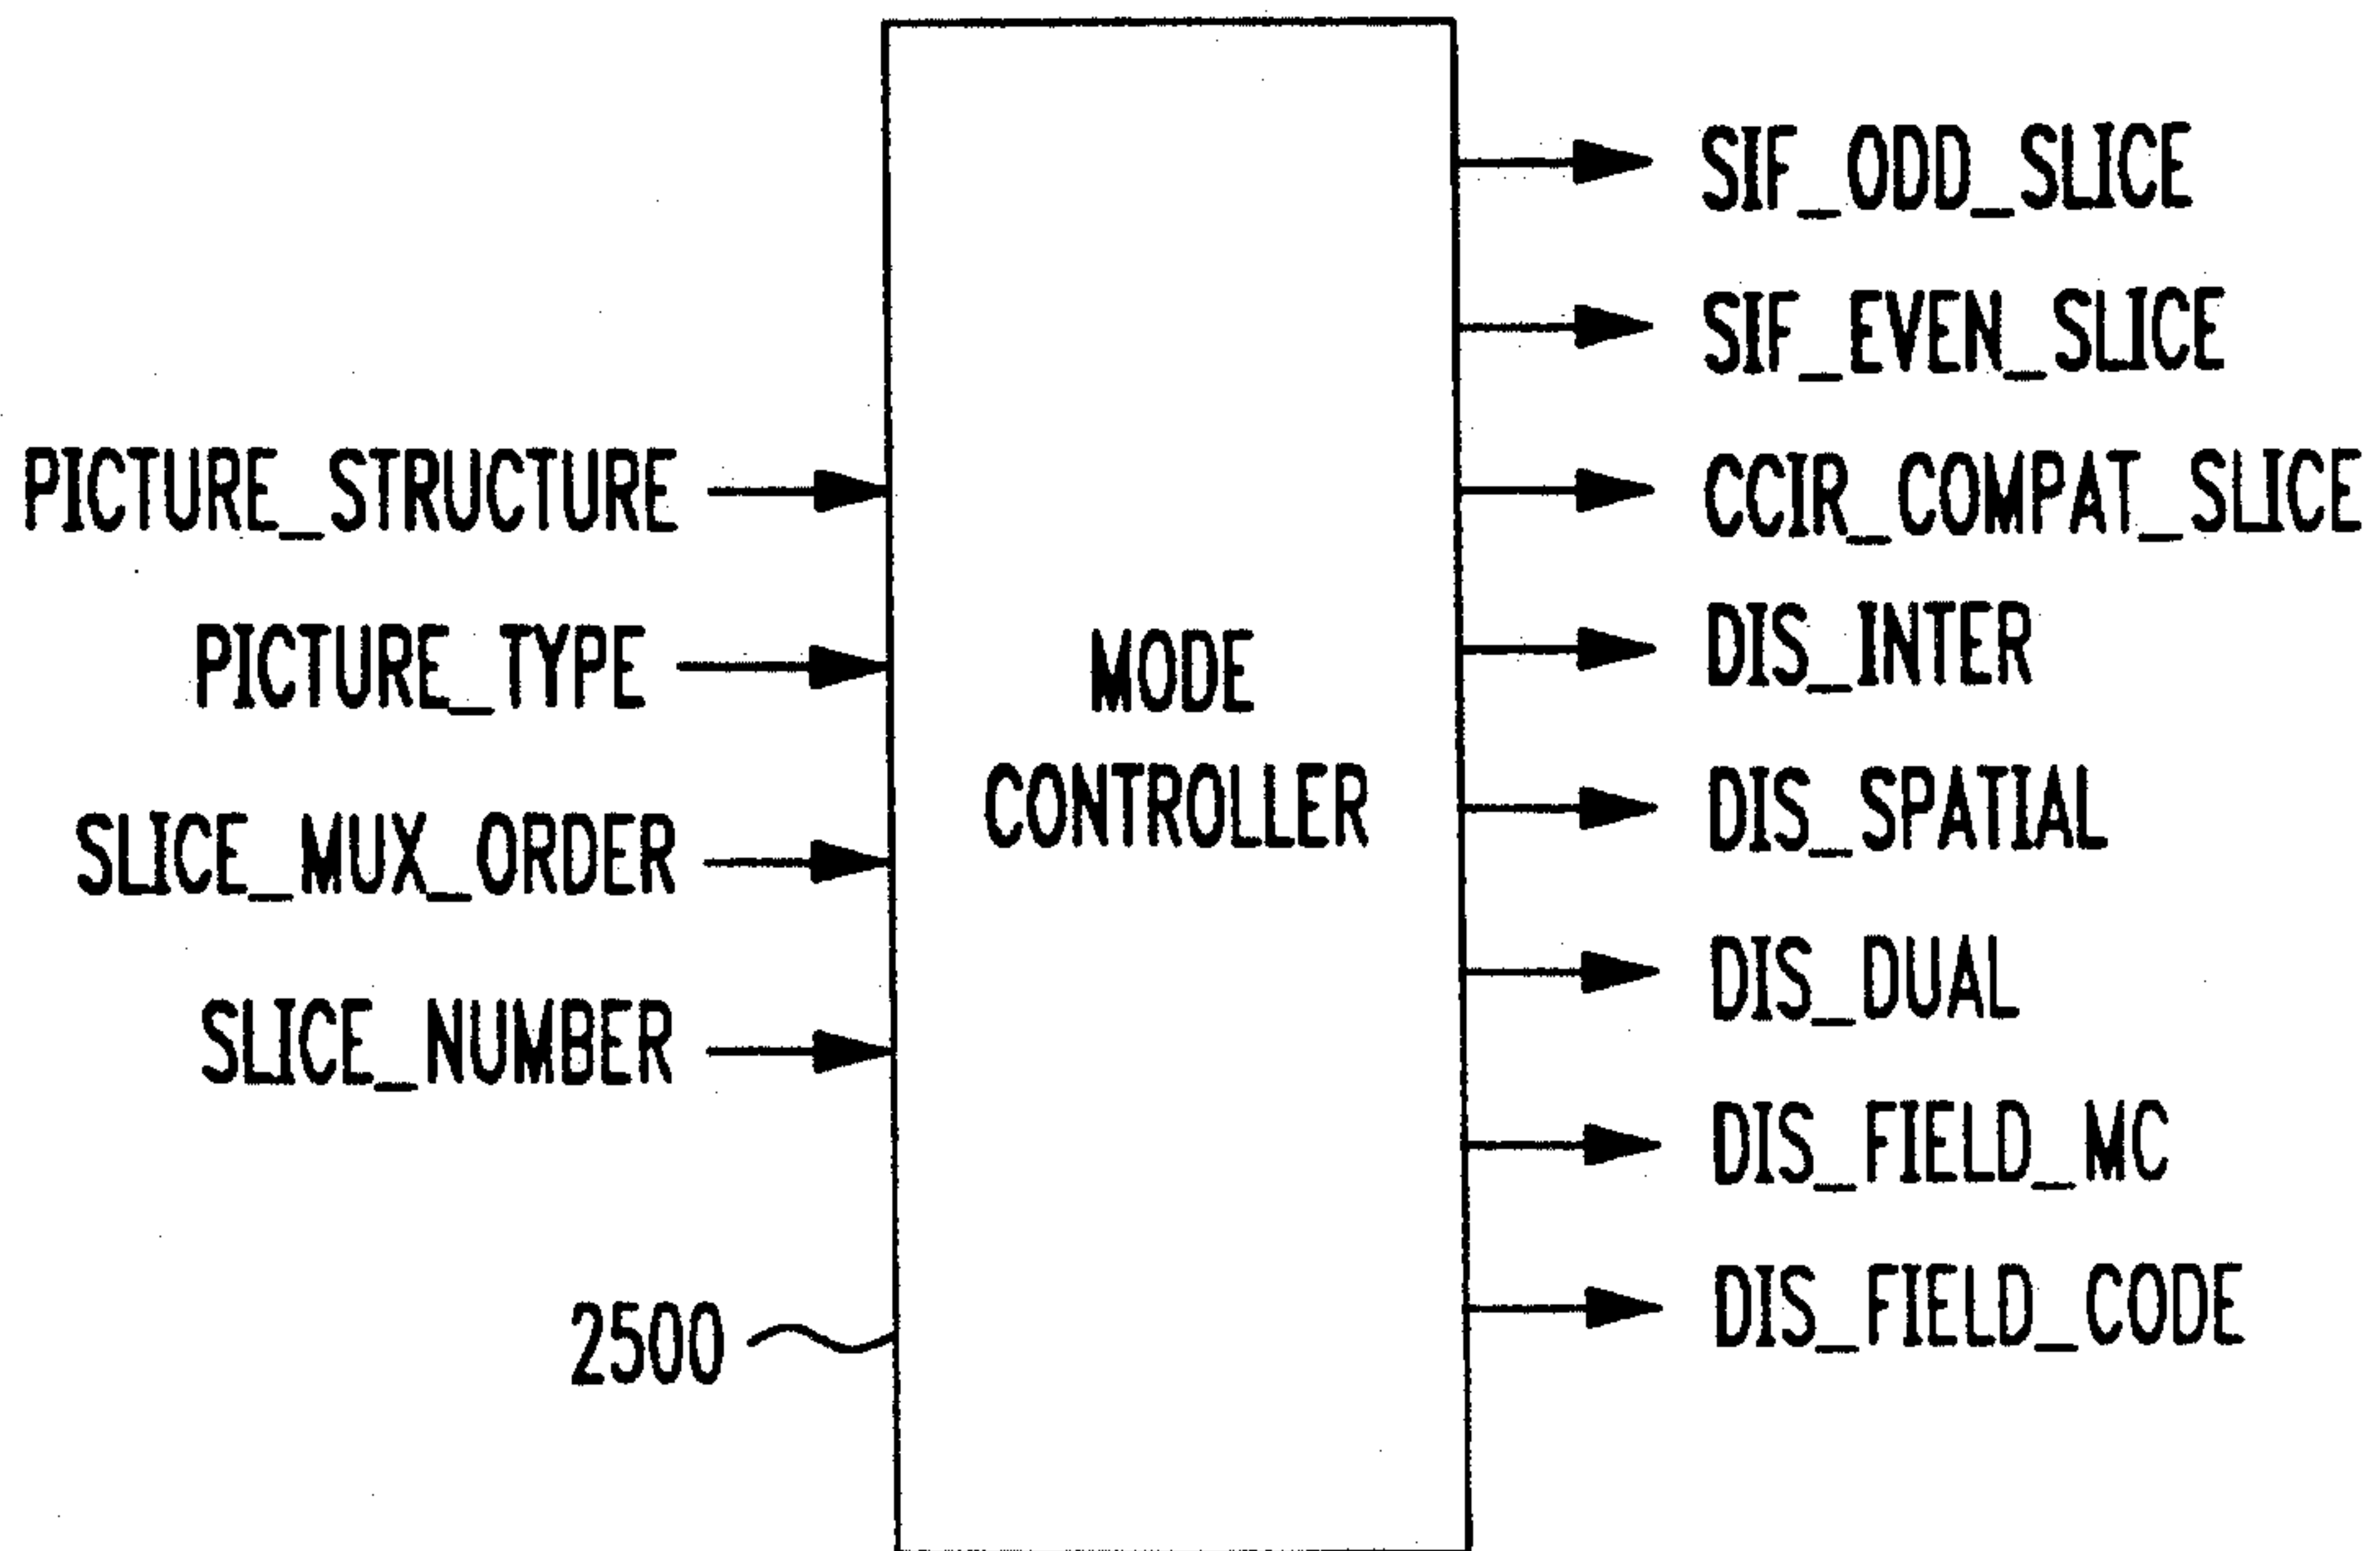 PICTURE_STRUCTURE
PICTURE_TYPE
SLICE_MUX_ORDER
SLICE_NUMBER
2500
MODE
CONTROLLER
SIF_ODD_SLICE
SIF_EVEN_SLICE
CCIR_COMPAT_SLICE
DIS_INTER
DIS_SPATIAL
DIS_DUAL
DIS_FIELD_MC
DIS_FIELD_CODE